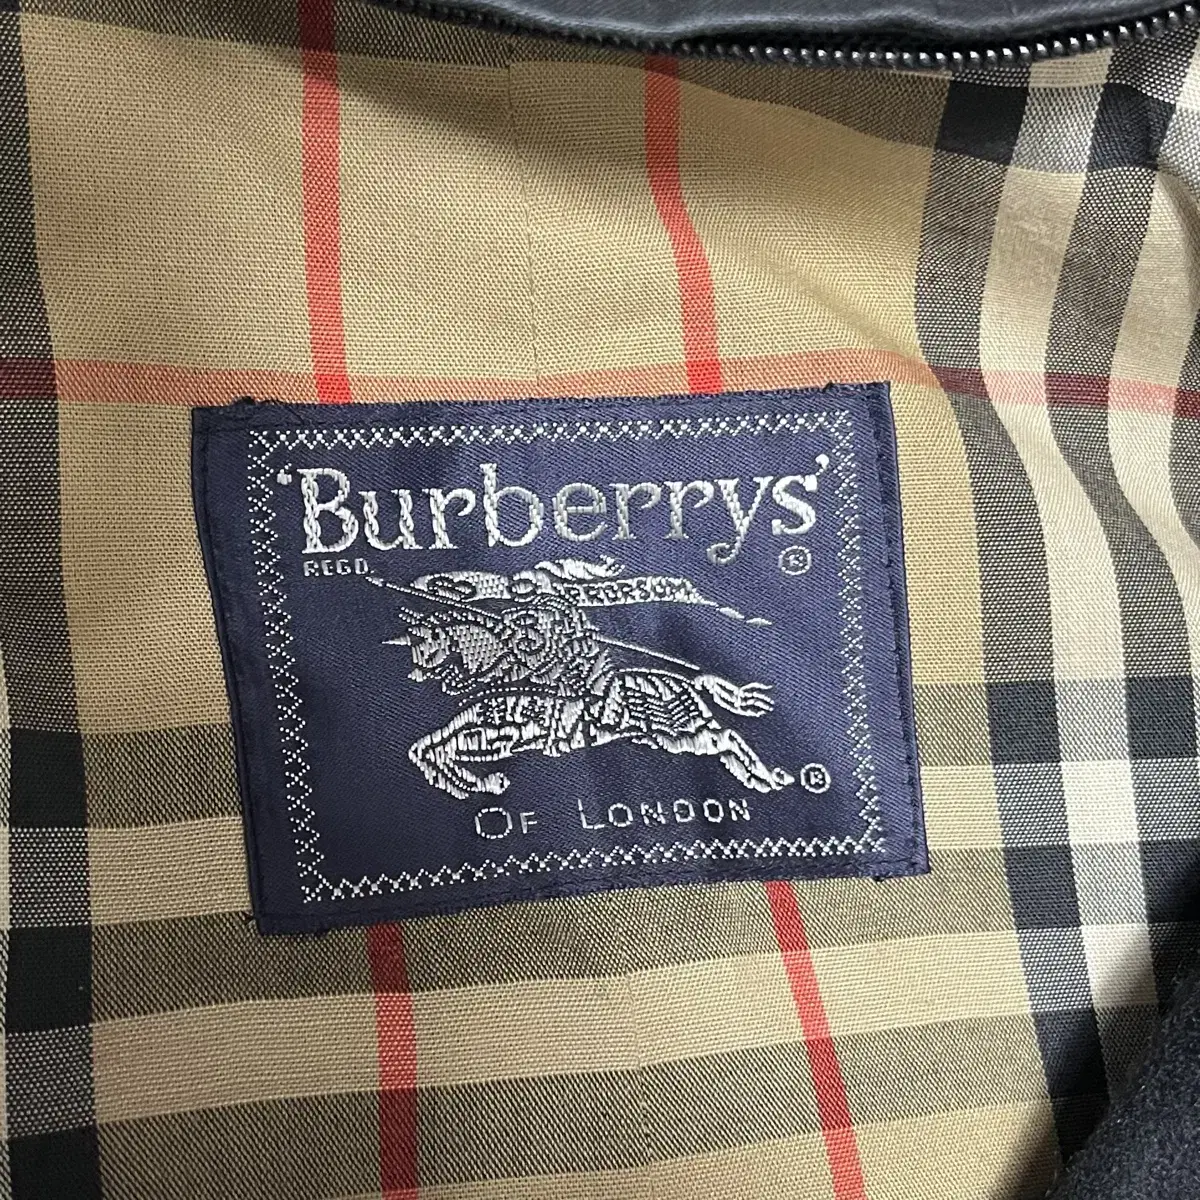 'Burberrys'
REGD. ®
PRORSUM
®
OF LONDON